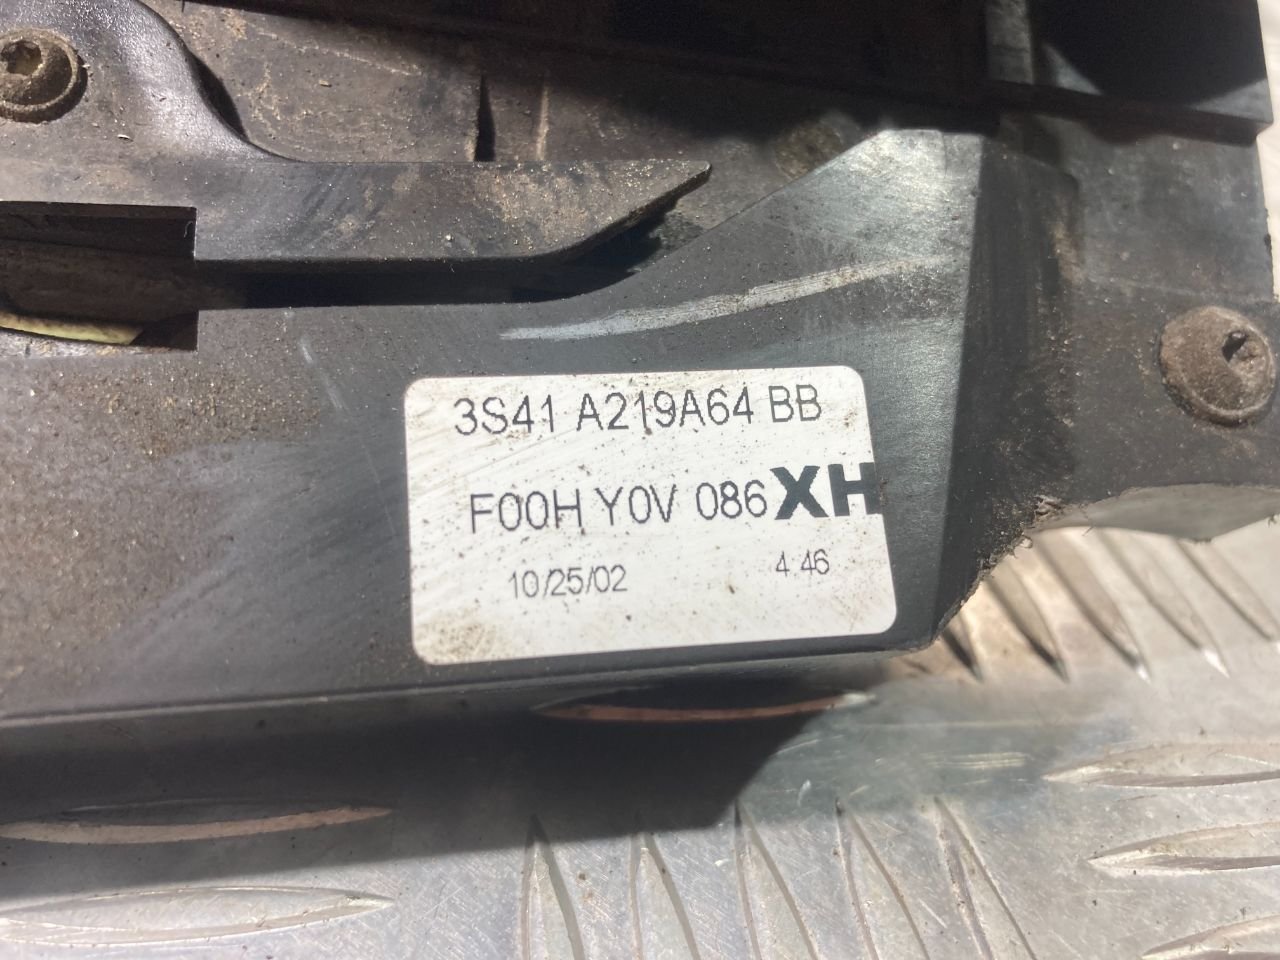 3S41 A219A64 BB
F00H Y0V 086 XH
10/25/02 4 46